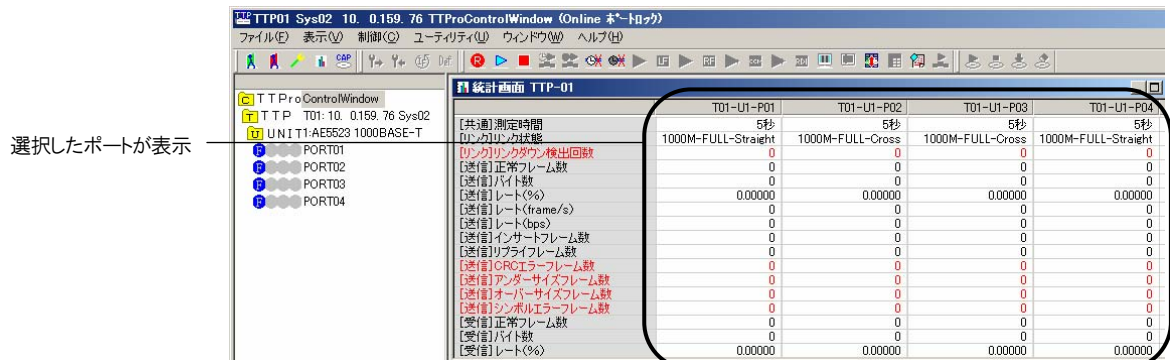 TTP01 Sys02 10. 0.159. 76 TTProControlWindow (Online ﾎﾟｰﾄﾛｯｸ)
ファイル(F) 表示(V) 制御(C) ユーティリティ(U) ウィンドウ(W) ヘルプ(H)
CAP
統計画面 TTP-01
TTPro ControlWindow
TTP T01: 10. 0.159. 76 Sys02
UNIT1:AE5523 1000BASE-T
PORT01
PORT02
PORT03
PORT04
選択したポートが表示
T01-U1-P01 T01-U1-P02 T01-U1-P03 T01-U1-P04
[共通]測定時間 5秒 5秒 5秒 5秒
[リンク]リンク状態 1000M-FULL-Straight 1000M-FULL-Cross 1000M-FULL-Cross 1000M-FULL-Straight
[リンク]リンクダウン検出回数 0 0 0 0
[送信]正常フレーム数 0 0 0 0
[送信]バイト数 0 0 0 0
[送信]レート(%) 0.00000 0.00000 0.00000 0.00000
[送信]レート(frame/s) 0 0 0 0
[送信]レート(bps) 0 0 0 0
[送信]インサートフレーム数 0 0 0 0
[送信]リプライフレーム数 0 0 0 0
[送信]CRCエラーフレーム数 0 0 0 0
[送信]アンダーサイズフレーム数 0 0 0 0
[送信]オーバーサイズフレーム数 0 0 0 0
[送信]シンボルエラーフレーム数 0 0 0 0
[受信]正常フレーム数 0 0 0 0
[受信]バイト数 0 0 0 0
[受信]レート(%) 0.00000 0.00000 0.00000 0.00000